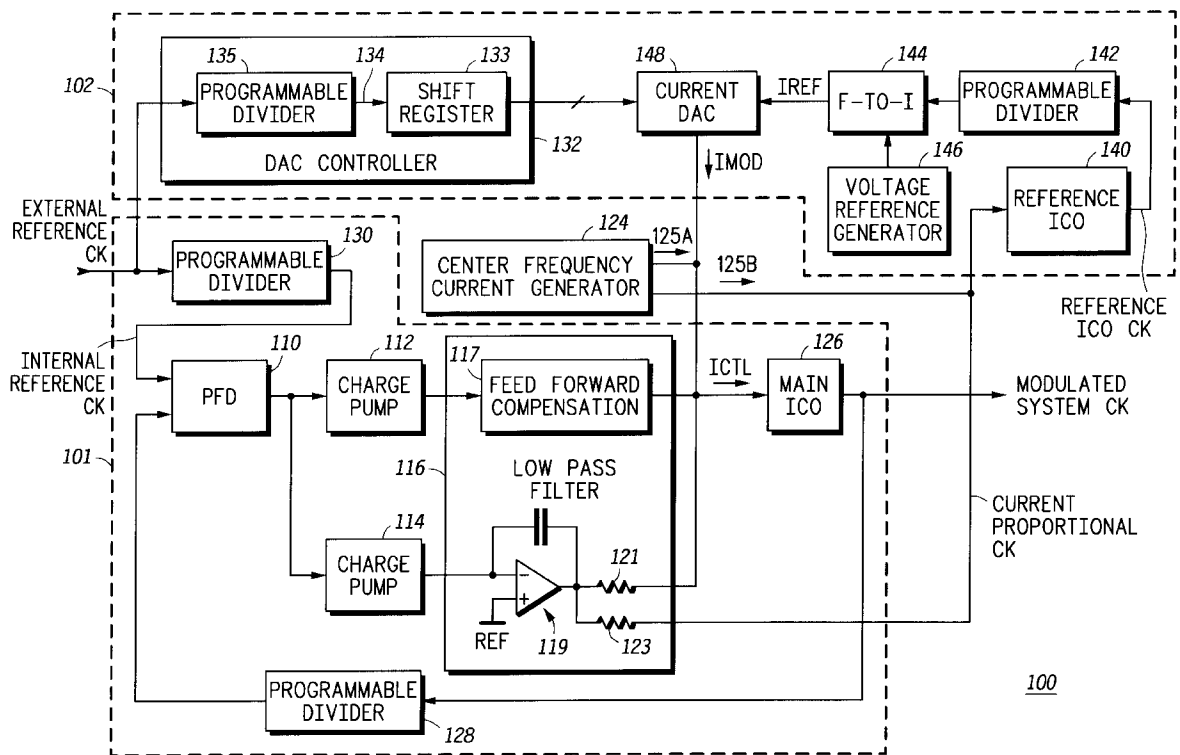 102
135
PROGRAMMABLE
DIVIDER
134
133
SHIFT
REGISTER
132
DAC CONTROLLER
148
CURRENT
DAC
IREF
144
F-TO-I
142
PROGRAMMABLE
DIVIDER
IMOD
146
VOLTAGE
REFERENCE
GENERATOR
140
REFERENCE
ICO
EXTERNAL
REFERENCE
CK
130
PROGRAMMABLE
DIVIDER
124
CENTER FREQUENCY
CURRENT GENERATOR
125A
125B
REFERENCE
ICO CK
INTERNAL
REFERENCE
CK
110
PFD
112
CHARGE
PUMP
117
FEED FORWARD
COMPENSATION
ICTL
126
MAIN
ICO
MODULATED
SYSTEM CK
101
116
LOW PASS
FILTER
114
CHARGE
PUMP
-
+
REF
119
121
123
CURRENT
PROPORTIONAL
CK
PROGRAMMABLE
DIVIDER
128
100